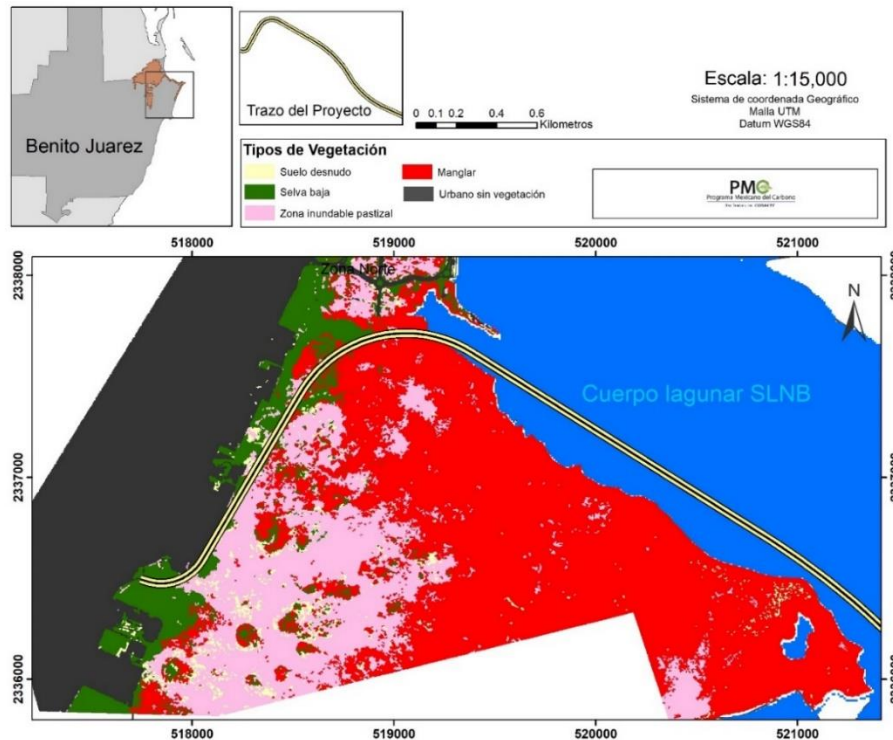 Benito Juarez
Trazo del Proyecto
0 0.1 0.2 0.4 0.6
Kilometros
Escala: 1:15,000
Sistema de coordenada Geográfico
Malla UTM
Datum WGS84
Tipos de Vegetación
Suelo desnudo
Manglar
Selva baja
Urbano sin vegetación
Zona inundable pastizal
PMC
Programa Mexicano del Carbono
518000 519000 520000 521000
2338000
Zona Norte
N
Cuerpo lagunar SLNB
2337000
2336000
518000 519000 520000 521000